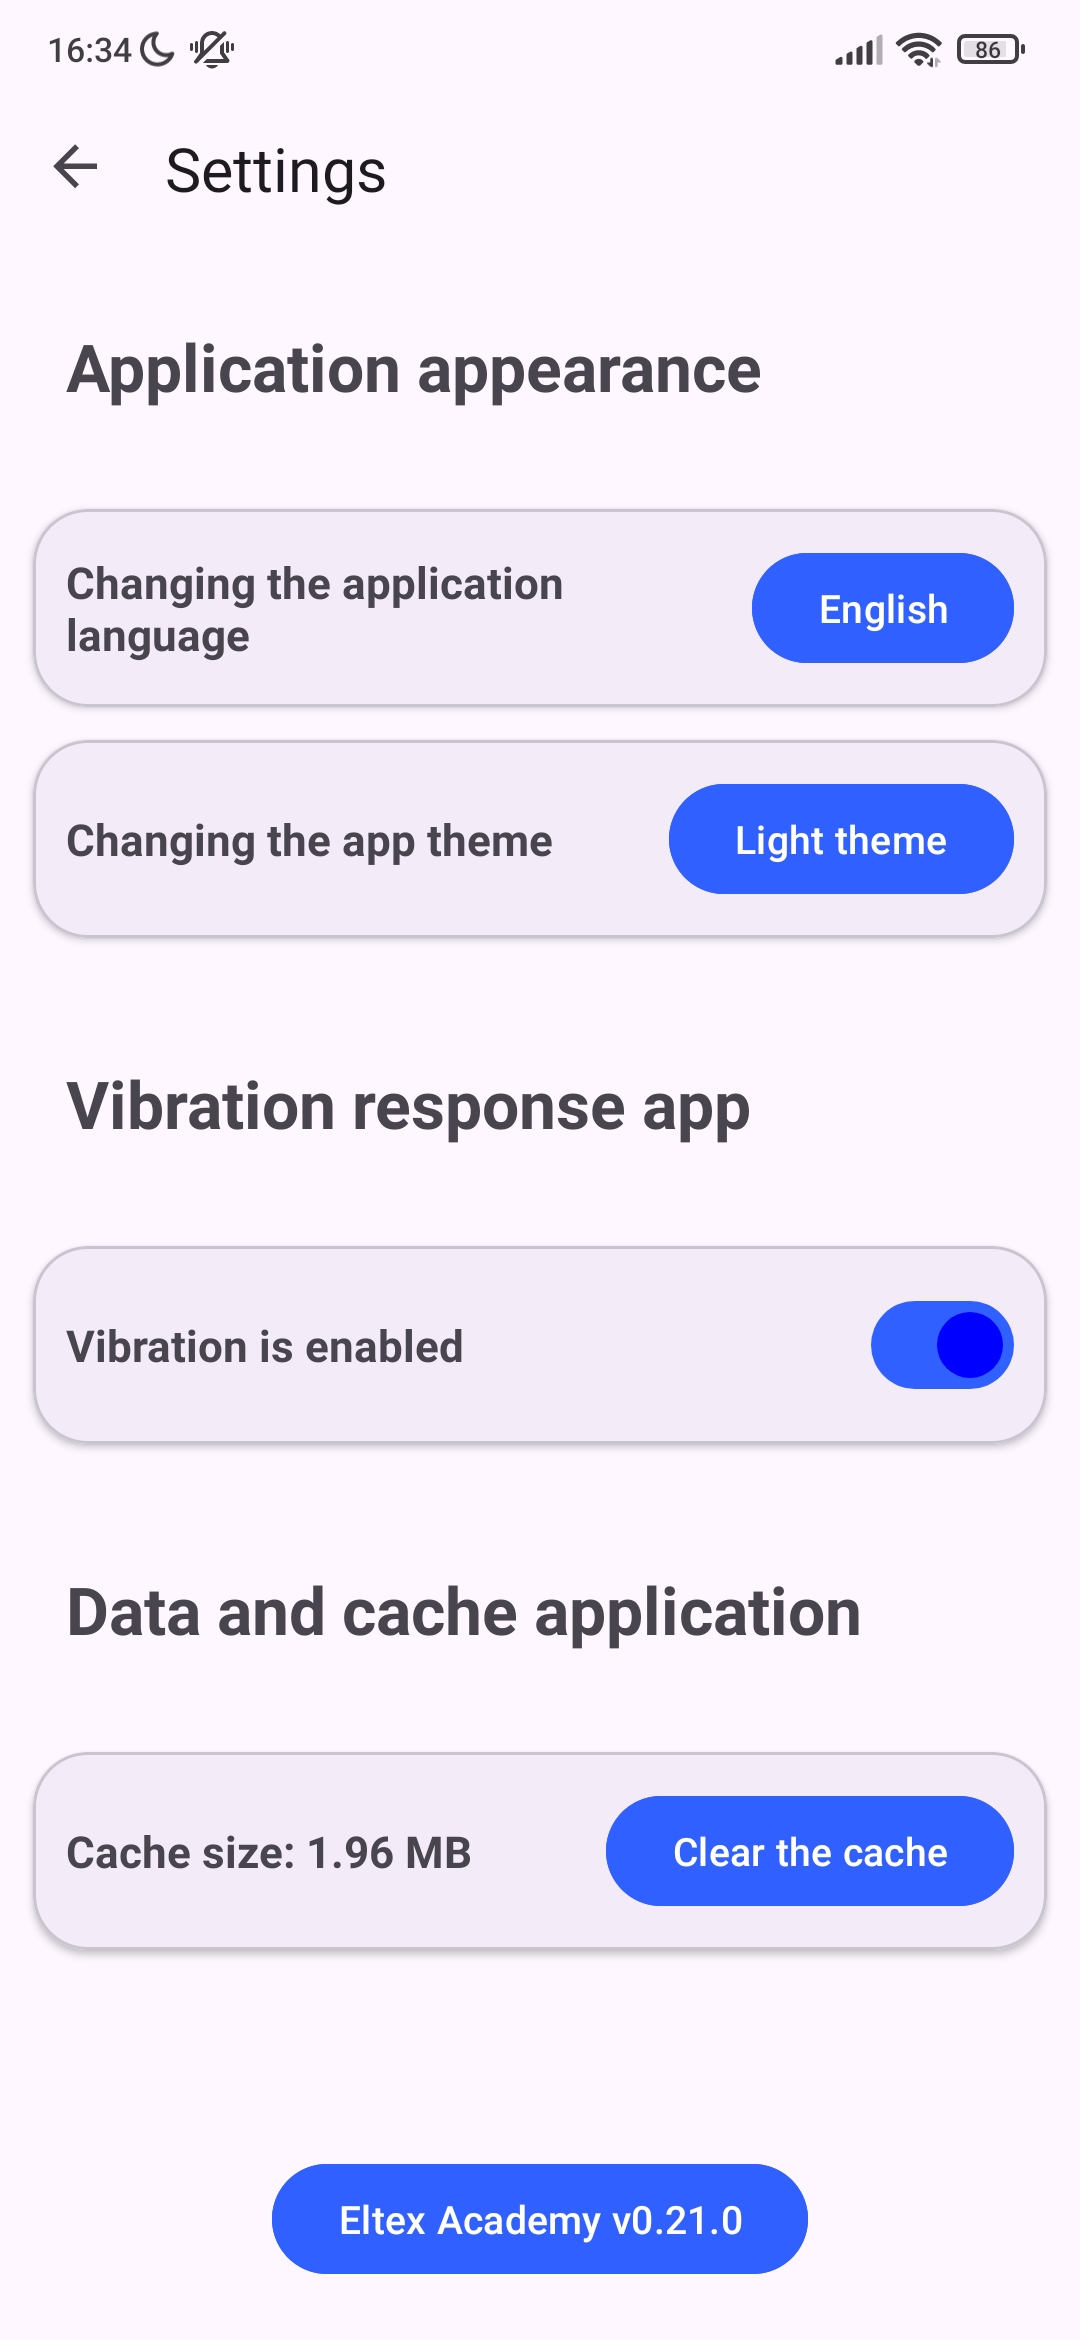 16:34
86
Settings
Application appearance
Changing the application
language
English
Changing the app theme
Light theme
Vibration response app
Vibration is enabled
Data and cache application
Cache size: 1.96 MB
Clear the cache
Eltex Academy v0.21.0